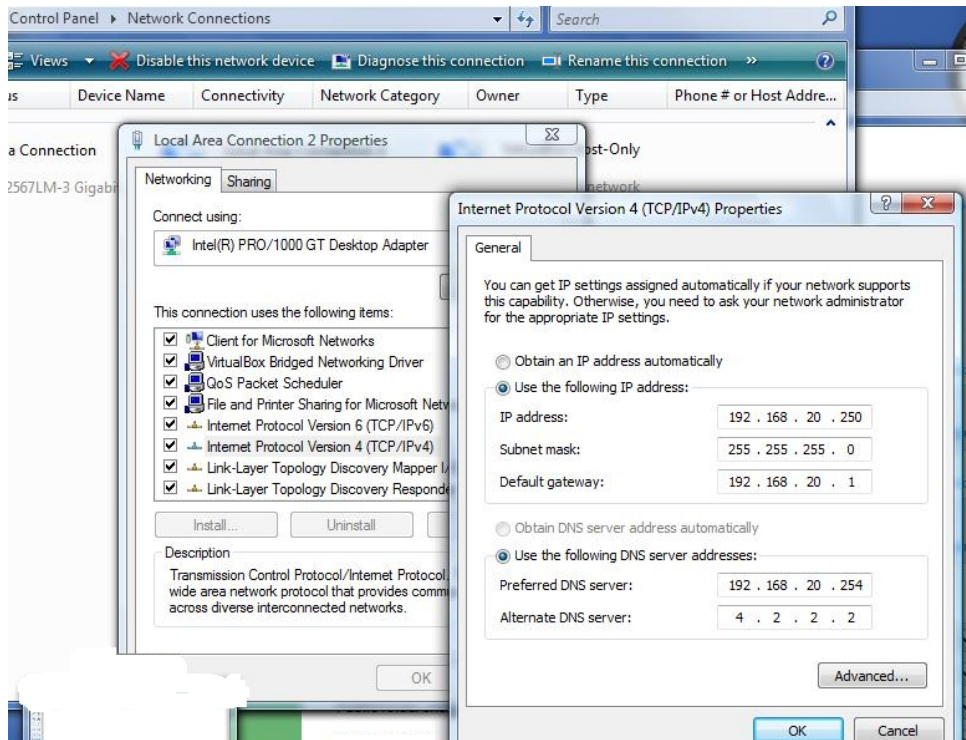 Control Panel ▸ Network Connections
Search
Views
Disable this network device
Diagnose this connection
Rename this connection
»
?
us Device Name Connectivity Network Category Owner Type Phone # or Host Addre...
a Connection
2567LM-3 Gigabi
ost-Only
network
Local Area Connection 2 Properties
Networking
Sharing
Connect using:
Intel(R) PRO/1000 GT Desktop Adapter
This connection uses the following items:
Client for Microsoft Networks
VirtualBox Bridged Networking Driver
QoS Packet Scheduler
File and Printer Sharing for Microsoft Netw
Internet Protocol Version 6 (TCP/IPv6)
Internet Protocol Version 4 (TCP/IPv4)
Link-Layer Topology Discovery Mapper I/
Link-Layer Topology Discovery Responde
Install...
Uninstall
Description
Transmission Control Protocol/Internet Protocol.
wide area network protocol that provides commu
across diverse interconnected networks.
OK
Internet Protocol Version 4 (TCP/IPv4) Properties
?
General
You can get IP settings assigned automatically if your network supports
this capability. Otherwise, you need to ask your network administrator
for the appropriate IP settings.
Obtain an IP address automatically
Use the following IP address:
IP address: 192 . 168 . 20 . 250
Subnet mask: 255 . 255 . 255 . 0
Default gateway: 192 . 168 . 20 . 1
Obtain DNS server address automatically
Use the following DNS server addresses:
Preferred DNS server: 192 . 168 . 20 . 254
Alternate DNS server: 4 . 2 . 2 . 2
Advanced...
OK
Cancel